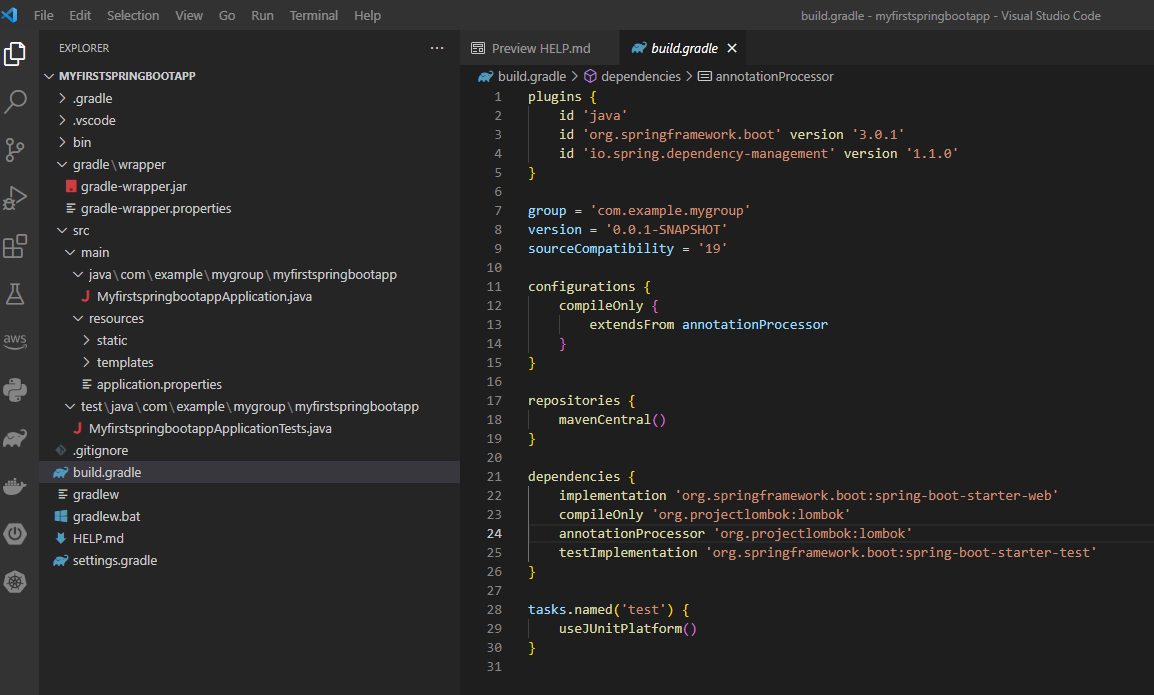 File Edit Selection View Go Run Terminal Help
build.gradle - myfirstspringbootapp - Visual Studio Code
EXPLORER
MYFIRSTSPRINGBOOTAPP
.gradle
.vscode
bin
gradle\wrapper
gradle-wrapper.jar
gradle-wrapper.properties
src
main
java\com\example\mygroup\myfirstspringbootapp
J MyfirstspringbootappApplication.java
resources
static
templates
application.properties
test\java\com\example\mygroup\myfirstspringbootapp
J MyfirstspringbootappApplicationTests.java
.gitignore
build.gradle
gradlew
gradlew.bat
HELP.md
settings.gradle
aws
Preview HELP.md
build.gradle
build.gradle > dependencies > annotationProcessor
1 plugins {
2     id 'java'
3     id 'org.springframework.boot' version '3.0.1'
4     id 'io.spring.dependency-management' version '1.1.0'
5 }
6
7 group = 'com.example.mygroup'
8 version = '0.0.1-SNAPSHOT'
9 sourceCompatibility = '19'
10
11 configurations {
12     compileOnly {
13         extendsFrom annotationProcessor
14     }
15 }
16
17 repositories {
18     mavenCentral()
19 }
20
21 dependencies {
22     implementation 'org.springframework.boot:spring-boot-starter-web'
23     compileOnly 'org.projectlombok:lombok'
24     annotationProcessor 'org.projectlombok:lombok'
25     testImplementation 'org.springframework.boot:spring-boot-starter-test'
26 }
27
28 tasks.named('test') {
29     useJUnitPlatform()
30 }
31